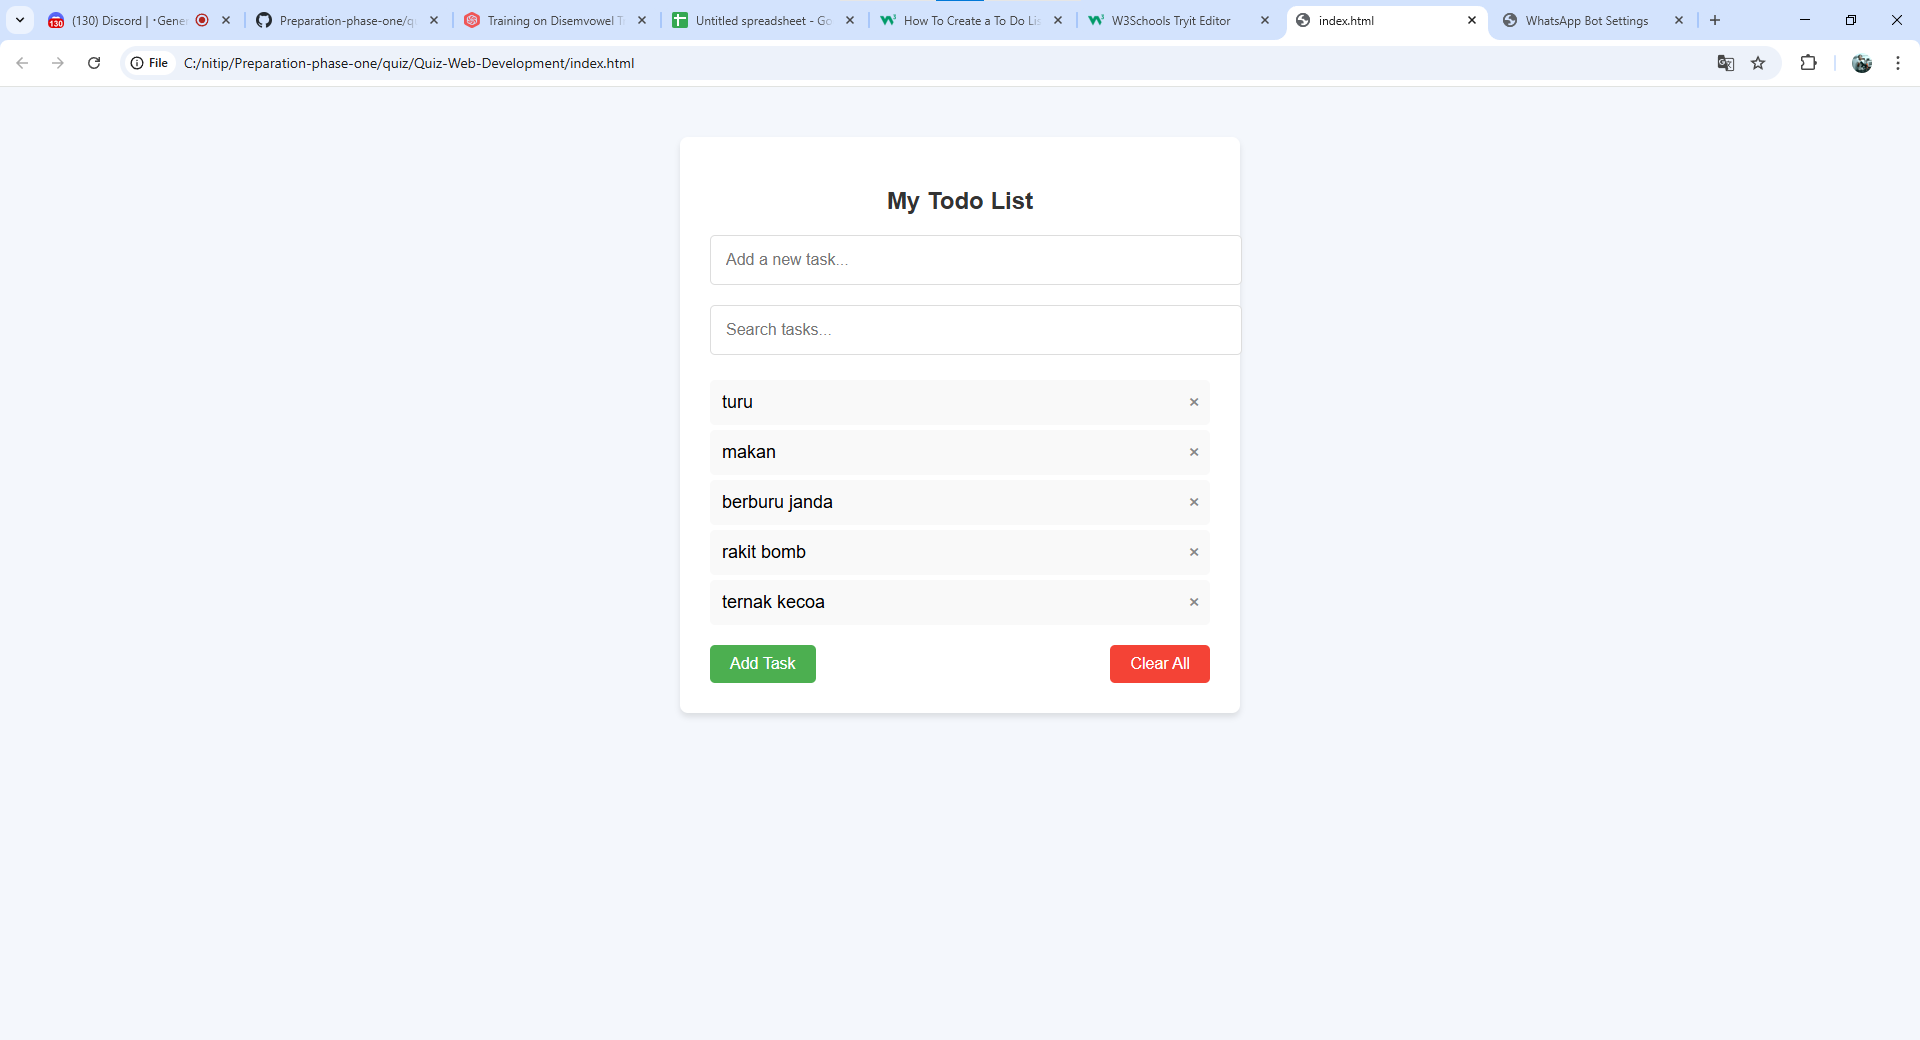 (130) Discord | •Gene
Preparation-phase-one/q
Training on Disemvowel T
Untitled spreadsheet - Go
How To Create a To Do Lis
W3Schools Tryit Editor
index.html
WhatsApp Bot Settings
File
C:/nitip/Preparation-phase-one/quiz/Quiz-Web-Development/index.html
My Todo List
Add a new task...
Search tasks...
turu ×
makan ×
berburu janda ×
rakit bomb ×
ternak kecoa ×
Add Task
Clear All